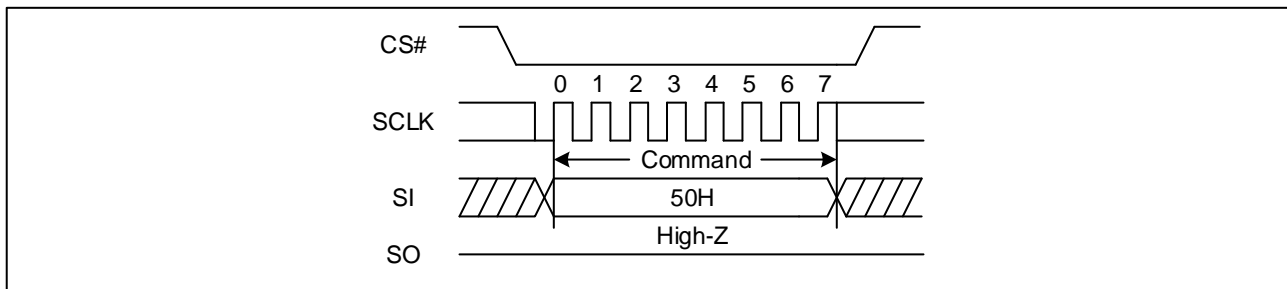 CS#
0 1 2 3 4 5 6 7
SCLK
Command
SI
50H
High-Z
SO